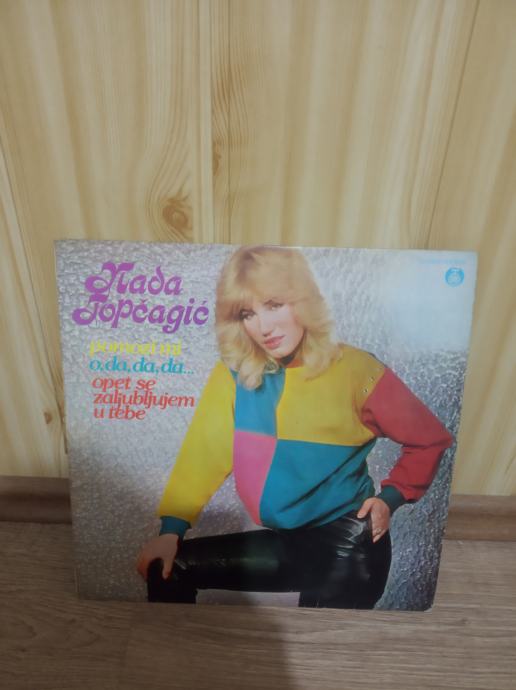 Nada
Topčagić
pomozi mi
o, da, da, da...
opet se
zaljubljujem
u tebe